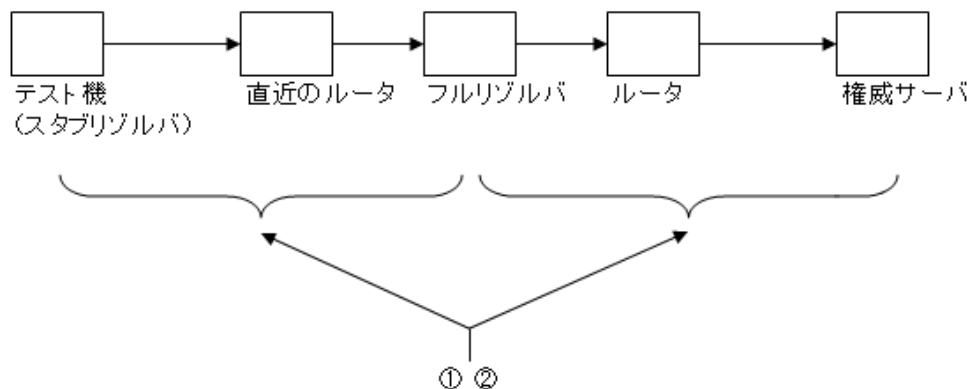 テスト機
（スタブリゾルバ）
直近のルータ
フルリゾルバ
ルータ
権威サーバ
① ②